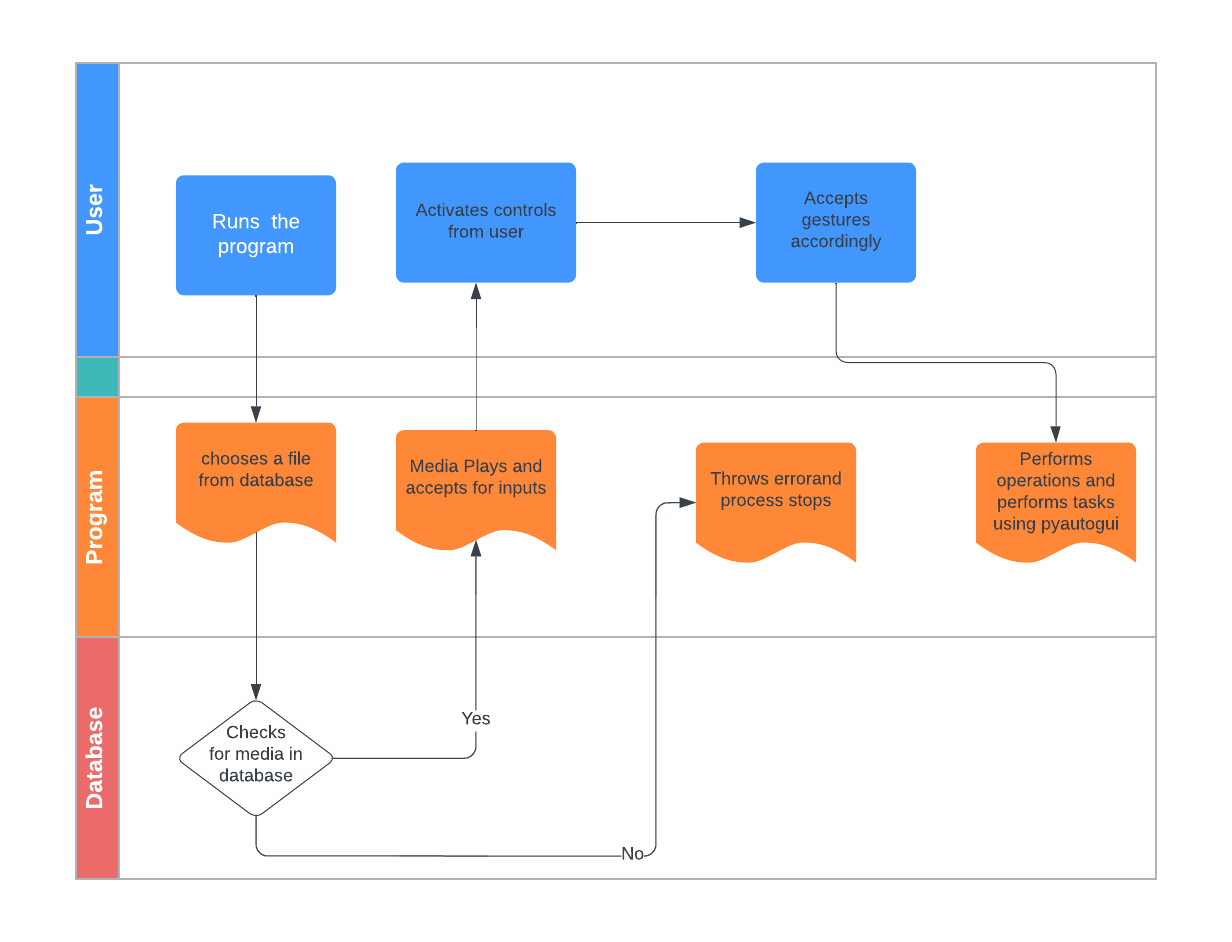 User
Runs  the
program
Activates controls
from user
Accepts
gestures
accordingly
Program
chooses a file
from database
Media Plays and
accepts for inputs
Throws errorand
process stops
Performs
operations and
performs tasks
using pyautogui
Database
Checks
for media in
database
Yes
No